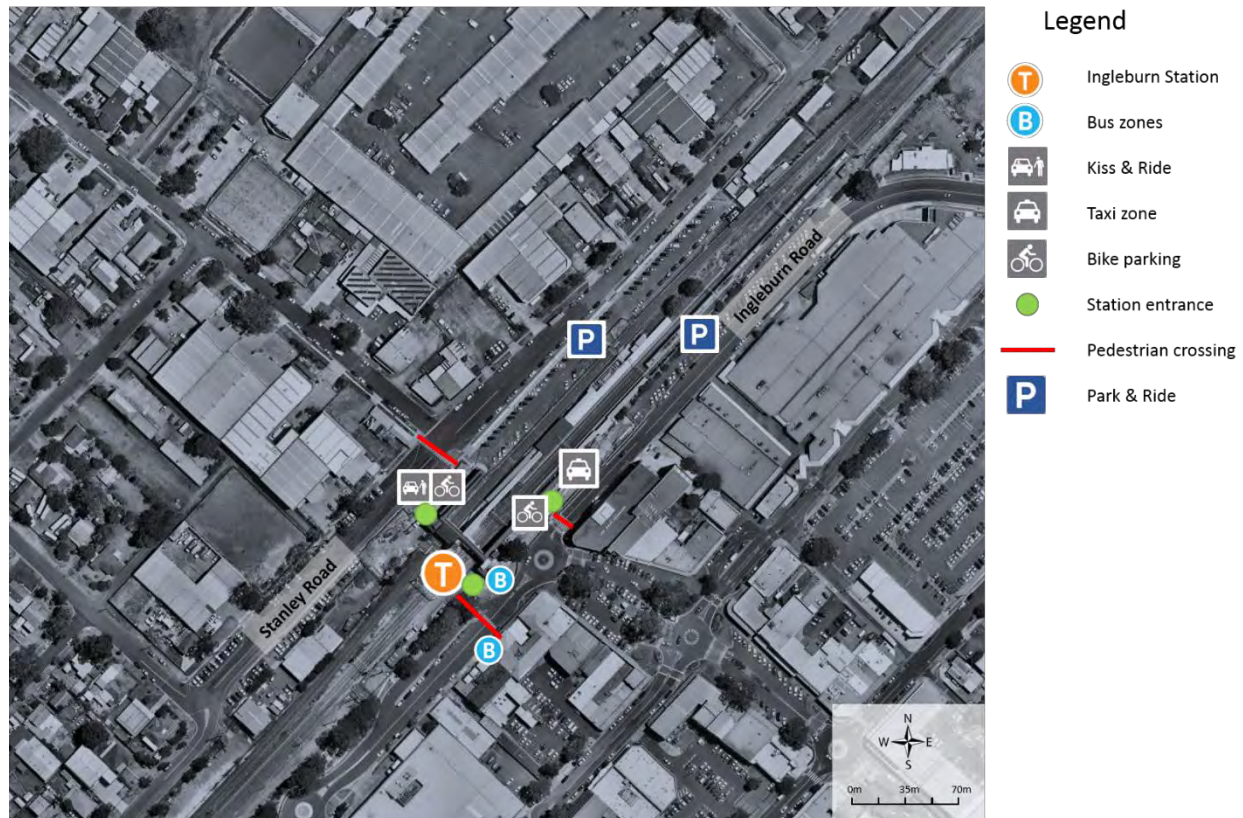 Legend
T
Ingleburn Station
B
Bus zones
Kiss & Ride
Taxi zone
Bike parking
Station entrance
Pedestrian crossing
P
Park & Ride
Ingleburn Road
P
P
Stanley Road
T
B
B
N
W E
S
0m 35m 70m